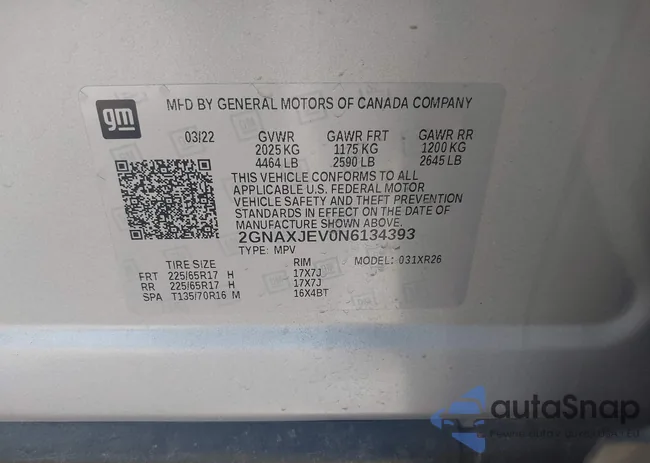 gm
MFD BY GENERAL MOTORS OF CANADA COMPANY
03/22 GVWR GAWR FRT GAWR RR
2025 KG 1175 KG 1200 KG
4464 LB 2590 LB 2645 LB
THIS VEHICLE CONFORMS TO ALL
APPLICABLE U.S. FEDERAL MOTOR
VEHICLE SAFETY AND THEFT PREVENTION
STANDARDS IN EFFECT ON THE DATE OF
MANUFACTURE SHOWN ABOVE.
2GNAXJEV0N6134393
TYPE: MPV MODEL: 031XR26
TIRE SIZE RIM
FRT 225/65R17 H 17X7J
RR 225/65R17 H 17X7J
SPA T135/70R16 M 16X4BT
autoSnap